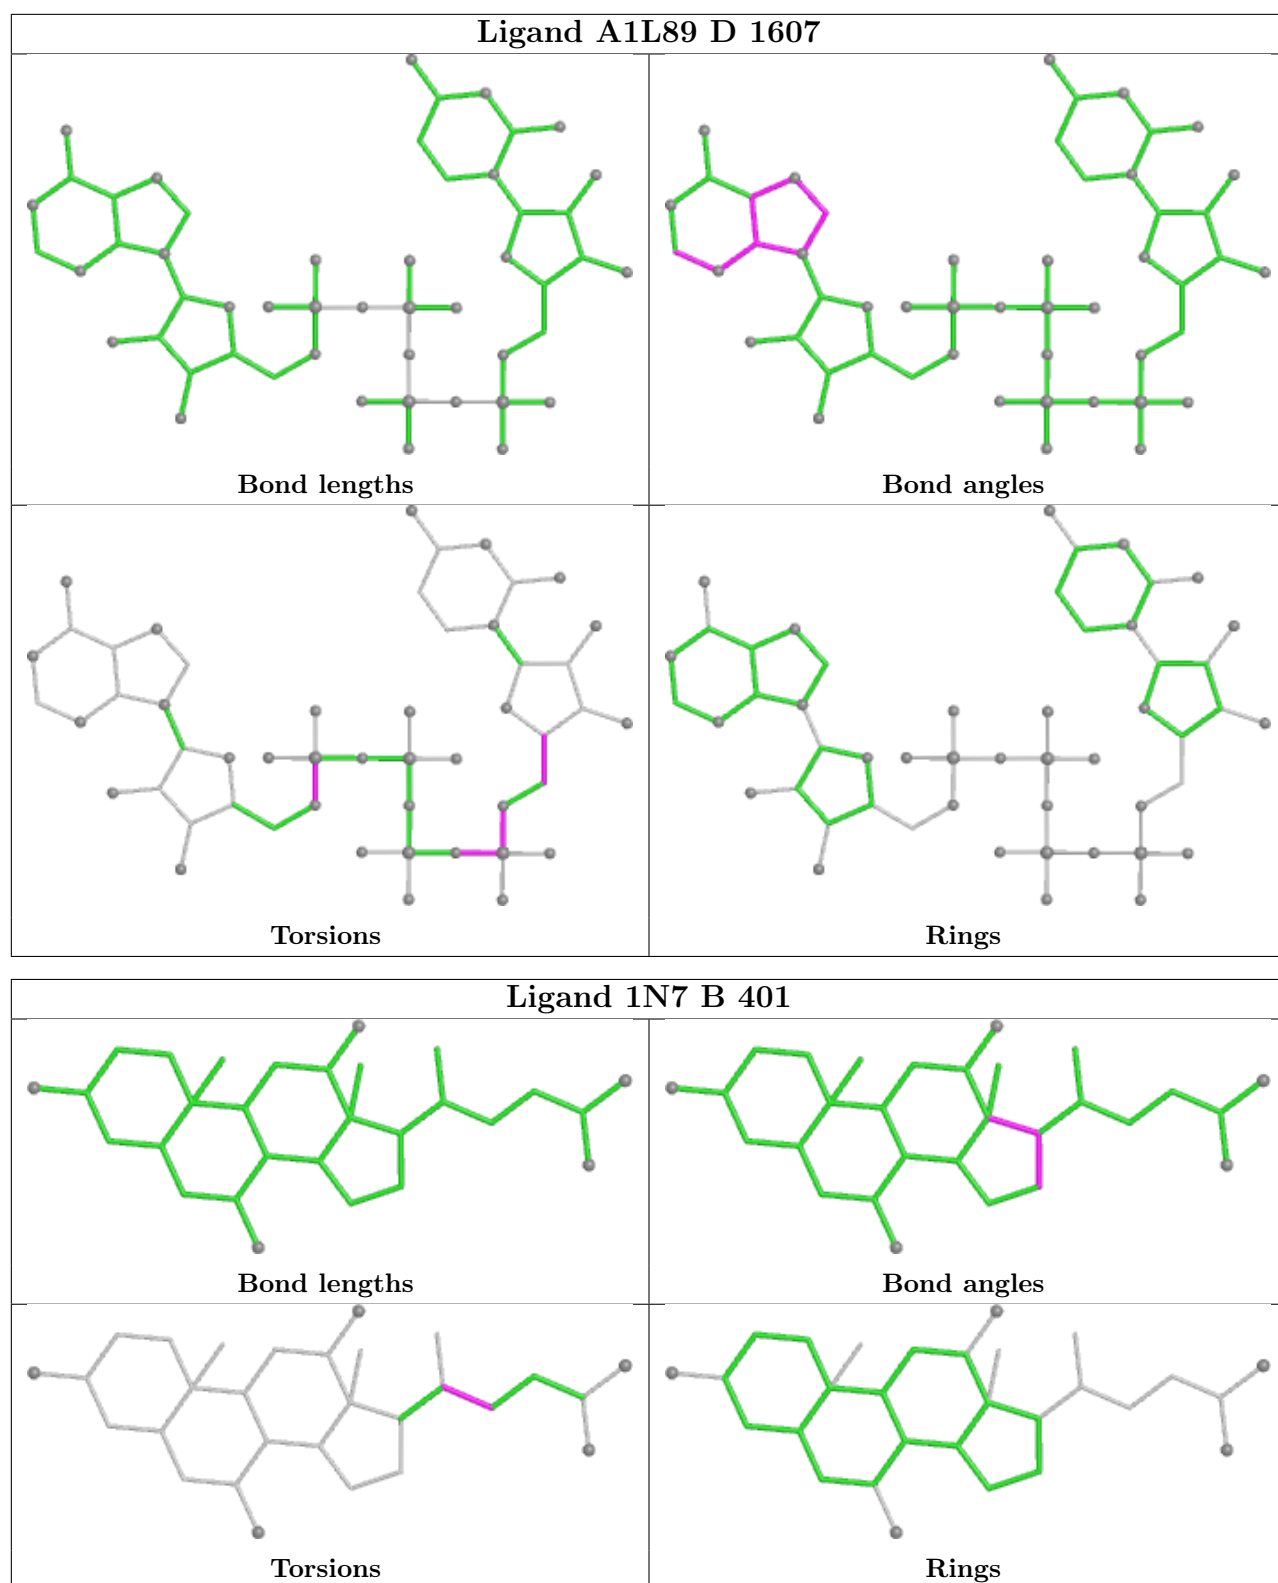 Ligand A1L89 D 1607
Bond lengths
Bond angles
Torsions
Rings
Ligand 1N7 B 401
Bond lengths
Bond angles
Torsions
Rings